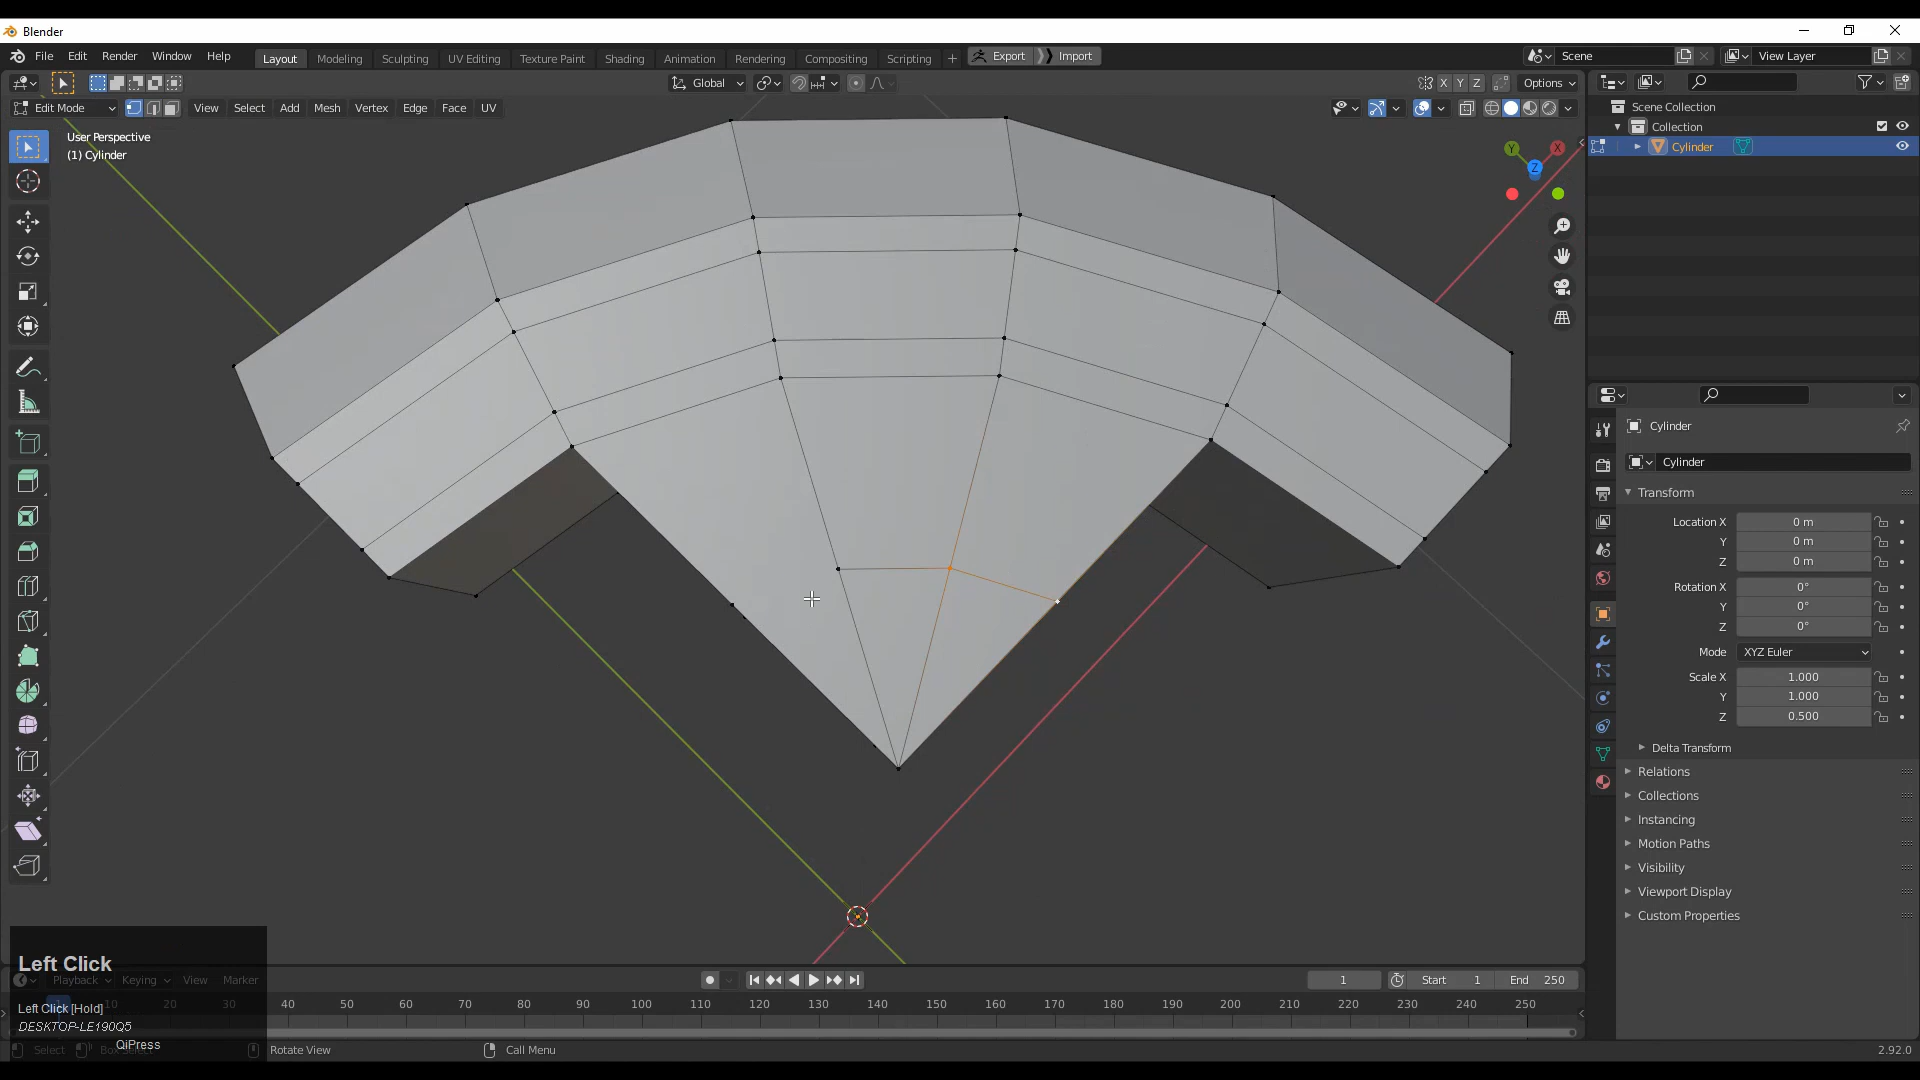 Blender
File Edit Render Window Help
Layout Modeling Sculpting UV Editing Texture Paint Shading Animation Rendering Compositing Scripting + Export Import
Scene
View Layer
Global
X Y Z
Options
Edit Mode View Select Add Mesh Vertex Edge Face UV
User Perspective
(1) Cylinder
Y X
Z
Scene Collection
Collection
Cylinder
Cylinder
Cylinder
Transform
Location X 0 m
Y 0 m
Z 0 m
Rotation X 0°
Y 0°
Z 0°
Mode XYZ Euler
Scale X 1.000
Y 1.000
Z 0.500
Delta Transform
Relations
Collections
Instancing
Motion Paths
Visibility
Viewport Display
Custom Properties
Left Click
Playback Keying View Marker
1
Start 1 End 250
Left Click [Hold]
10 20 30 40 50 60 70 80 90 100 110 120 130 140 150 160 170 180 190 200 210 220 230 240 250
DESKTOP-LE190Q5
QiPress
Select Box Select Rotate View Call Menu 2.92.0